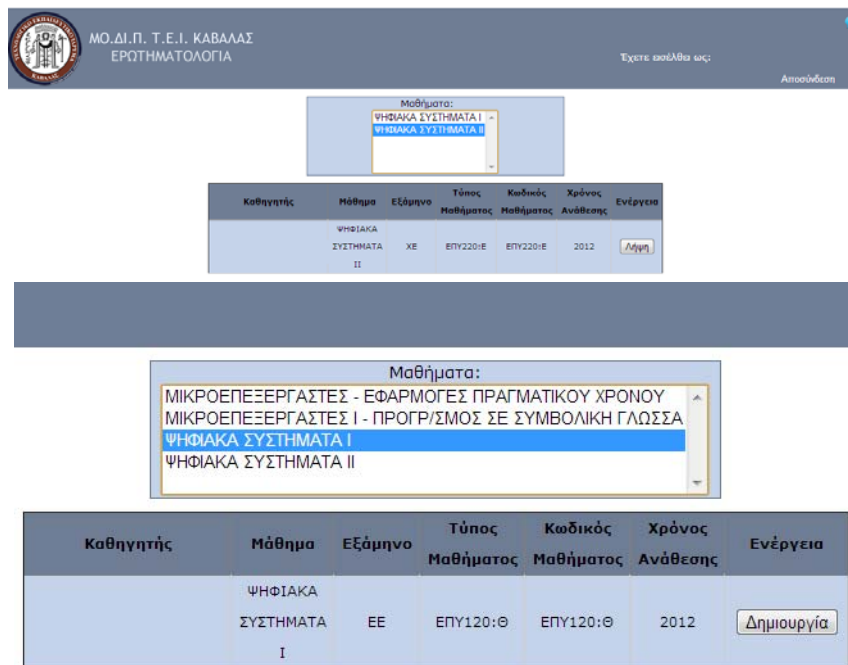 ΜΟ.ΔΙ.Π. Τ.Ε.Ι. ΚΑΒΑΛΑΣ
ΕΡΩΤΗΜΑΤΟΛΟΓΙΑ
Έχετε εισέλθει ως:
Αποσύνδεση
Μαθήματα:
ΨΗΦΙΑΚΑ ΣΥΣΤΗΜΑΤΑ Ι
ΨΗΦΙΑΚΑ ΣΥΣΤΗΜΑΤΑ ΙΙ
Καθηγητής Μάθημα Εξάμηνο Τύπος Μαθήματος Κωδικός Μαθήματος Χρόνος Ανάθεσης Ενέργεια
ΨΗΦΙΑΚΑ
ΣΥΣΤΗΜΑΤΑ ΧΕ ΕΠΥ220:Ε ΕΠΥ220:Ε 2012 Λήψη
ΙΙ
Μαθήματα:
ΜΙΚΡΟΕΠΕΞΕΡΓΑΣΤΕΣ - ΕΦΑΡΜΟΓΕΣ ΠΡΑΓΜΑΤΙΚΟΥ ΧΡΟΝΟΥ
ΜΙΚΡΟΕΠΕΞΕΡΓΑΣΤΕΣ Ι - ΠΡΟΓΡ/ΣΜΟΣ ΣΕ ΣΥΜΒΟΛΙΚΗ ΓΛΩΣΣΑ
ΨΗΦΙΑΚΑ ΣΥΣΤΗΜΑΤΑ Ι
ΨΗΦΙΑΚΑ ΣΥΣΤΗΜΑΤΑ ΙΙ
Καθηγητής Μάθημα Εξάμηνο Τύπος Μαθήματος Κωδικός Μαθήματος Χρόνος Ανάθεσης Ενέργεια
ΨΗΦΙΑΚΑ
ΣΥΣΤΗΜΑΤΑ ΕΕ ΕΠΥ120:Θ ΕΠΥ120:Θ 2012 Δημιουργία
Ι